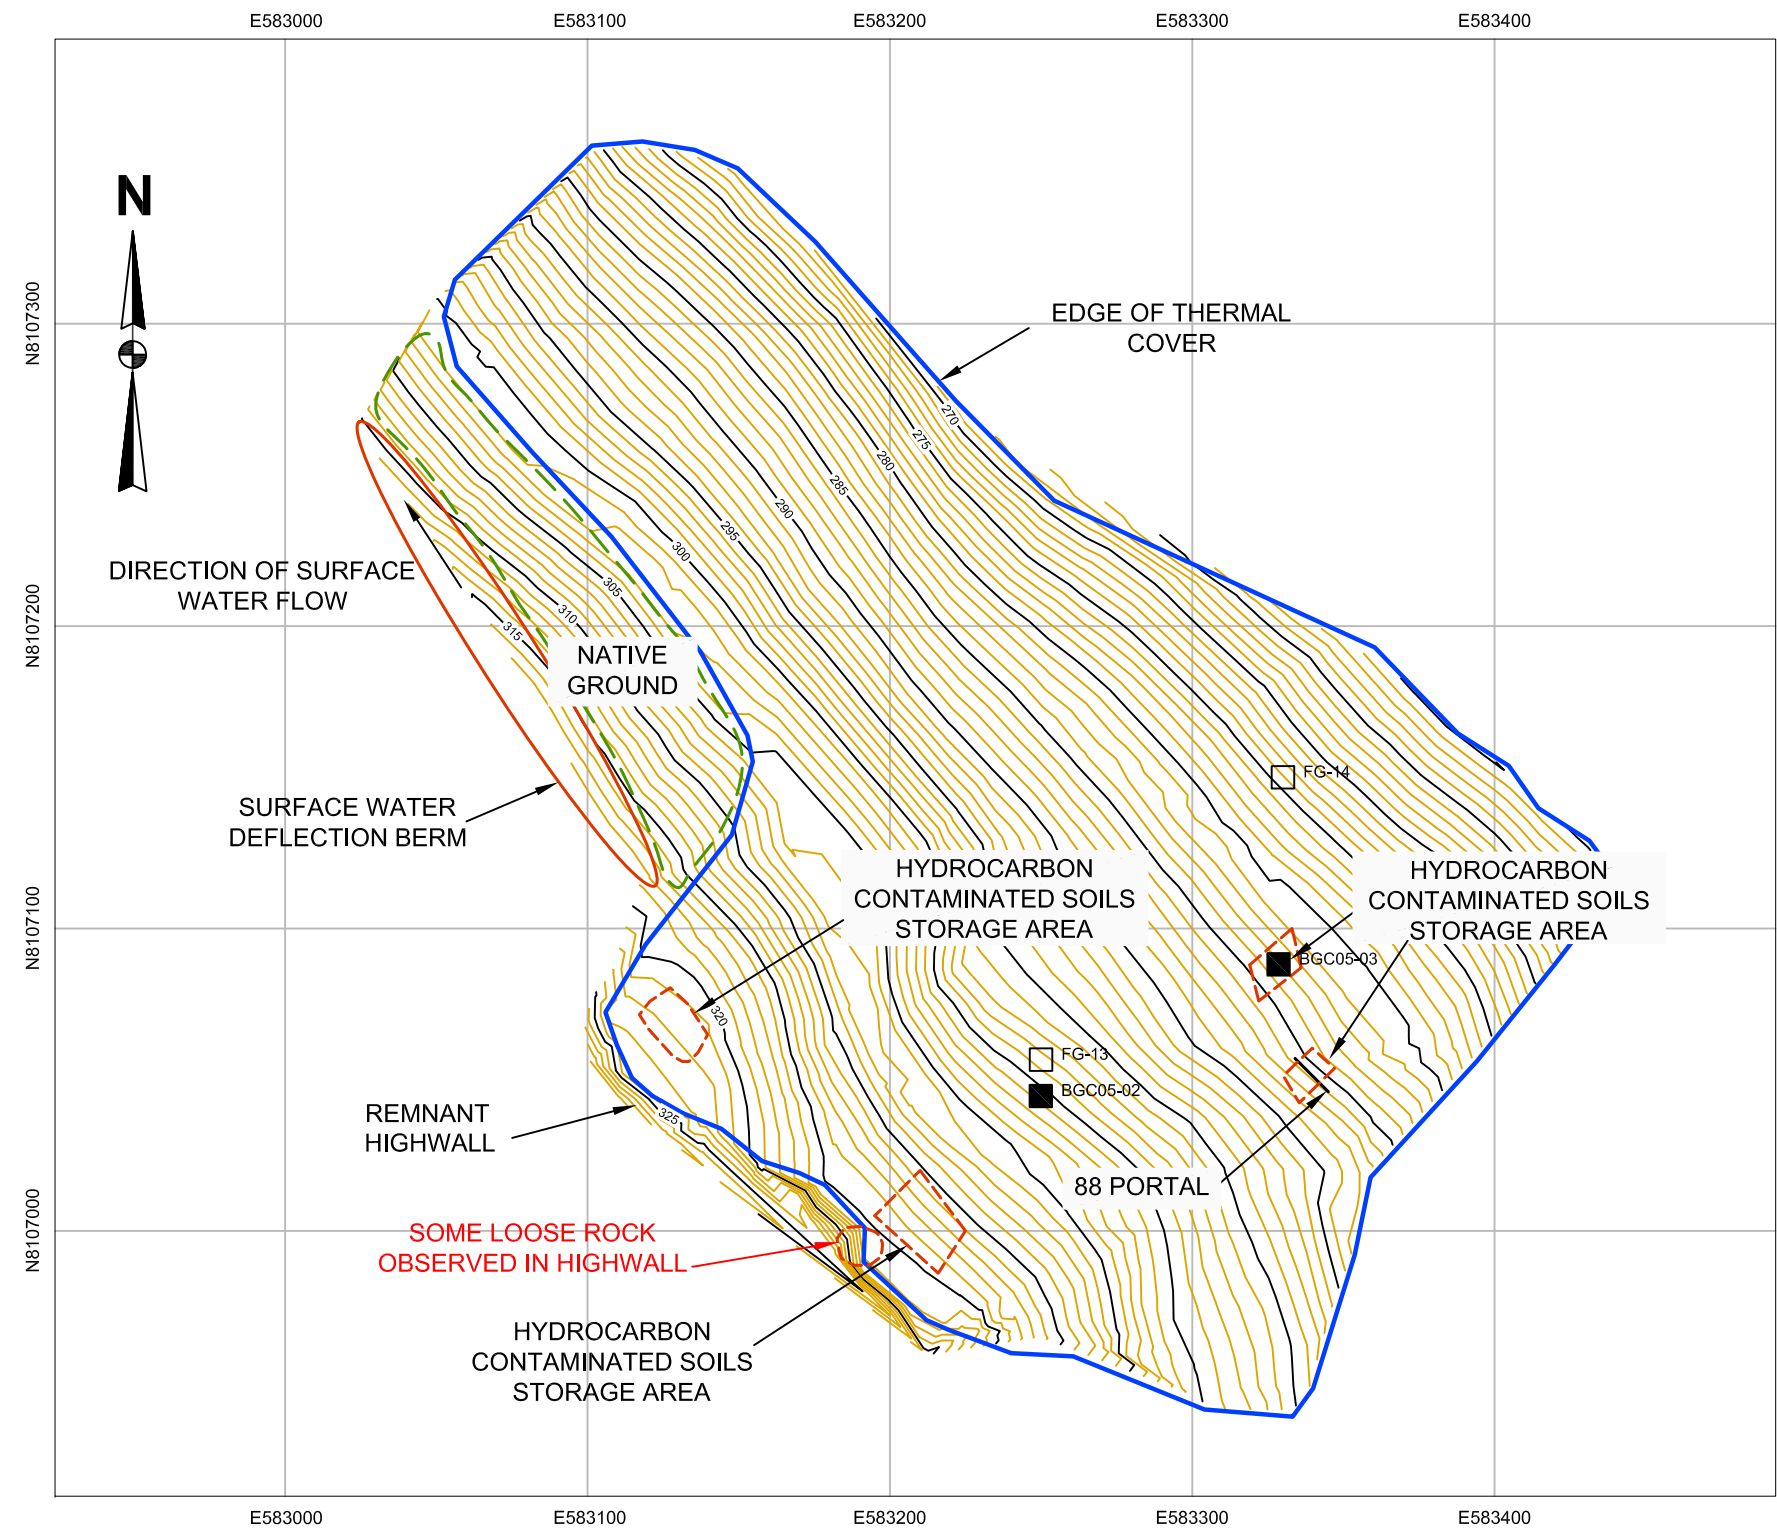 E583000
E583100
E583200
E583300
E583400
N
N8107300
N8107200
N8107100
N8107000
EDGE OF THERMAL
COVER
270
275
280
285
290
295
300
305
310
315
DIRECTION OF SURFACE
WATER FLOW
NATIVE
GROUND
SURFACE WATER
DEFLECTION BERM
FG-14
HYDROCARBON
CONTAMINATED SOILS
STORAGE AREA
HYDROCARBON
CONTAMINATED SOILS
STORAGE AREA
BGC05-03
320
FG-13
BGC05-02
325
REMNANT
HIGHWALL
88 PORTAL
SOME LOOSE ROCK
OBSERVED IN HIGHWALL
HYDROCARBON
CONTAMINATED SOILS
STORAGE AREA
E583000
E583100
E583200
E583300
E583400